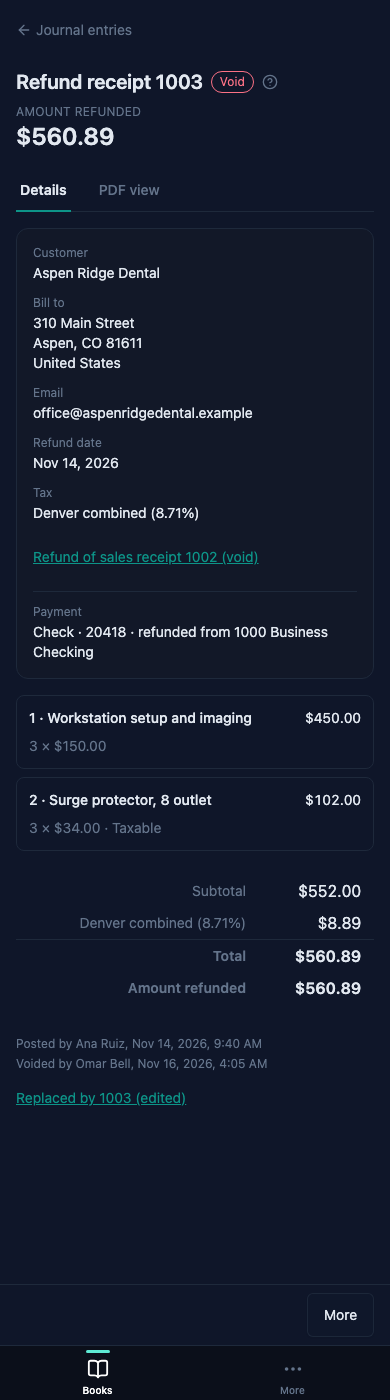 Journal entries
Refund receipt 1003 Void
AMOUNT REFUNDED
$560.89
Details PDF view
Customer
Aspen Ridge Dental
Bill to
310 Main Street
Aspen, CO 81611
United States
Email
office@aspenridgedental.example
Refund date
Nov 14, 2026
Tax
Denver combined (8.71%)
Refund of sales receipt 1002 (void)
Payment
Check · 20418 · refunded from 1000 Business
Checking
1 · Workstation setup and imaging $450.00
3 × $150.00
2 · Surge protector, 8 outlet $102.00
3 × $34.00 · Taxable
Subtotal $552.00
Denver combined (8.71%) $8.89
Total $560.89
Amount refunded $560.89
Posted by Ana Ruiz, Nov 14, 2026, 9:40 AM
Voided by Omar Bell, Nov 16, 2026, 4:05 AM
Replaced by 1003 (edited)
More
Books More